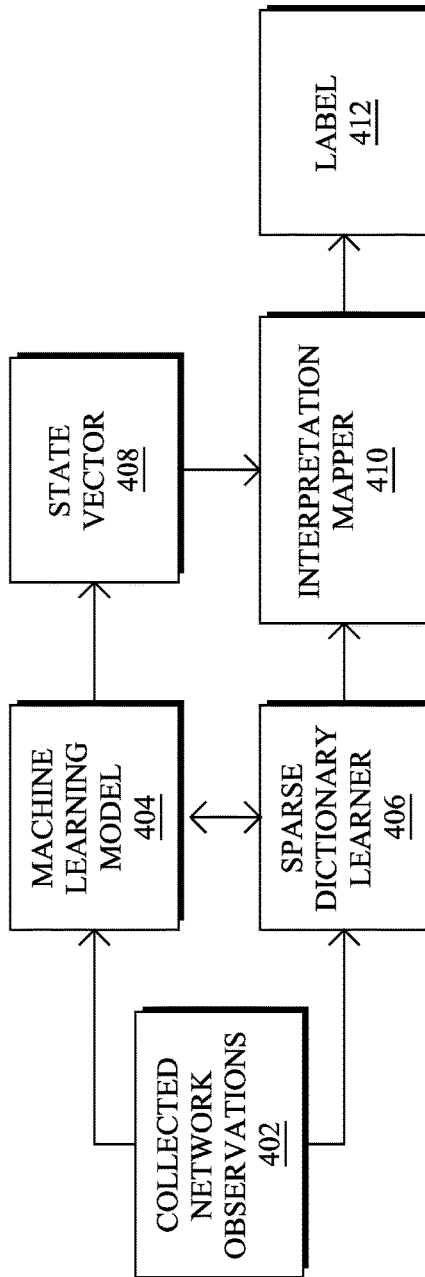 COLLECTED
NETWORK
OBSERVATIONS
402
MACHINE
LEARNING
MODEL
404
SPARSE
DICTIONARY
LEARNER
406
STATE
VECTOR
408
INTERPRETATION
MAPPER
410
LABEL
412